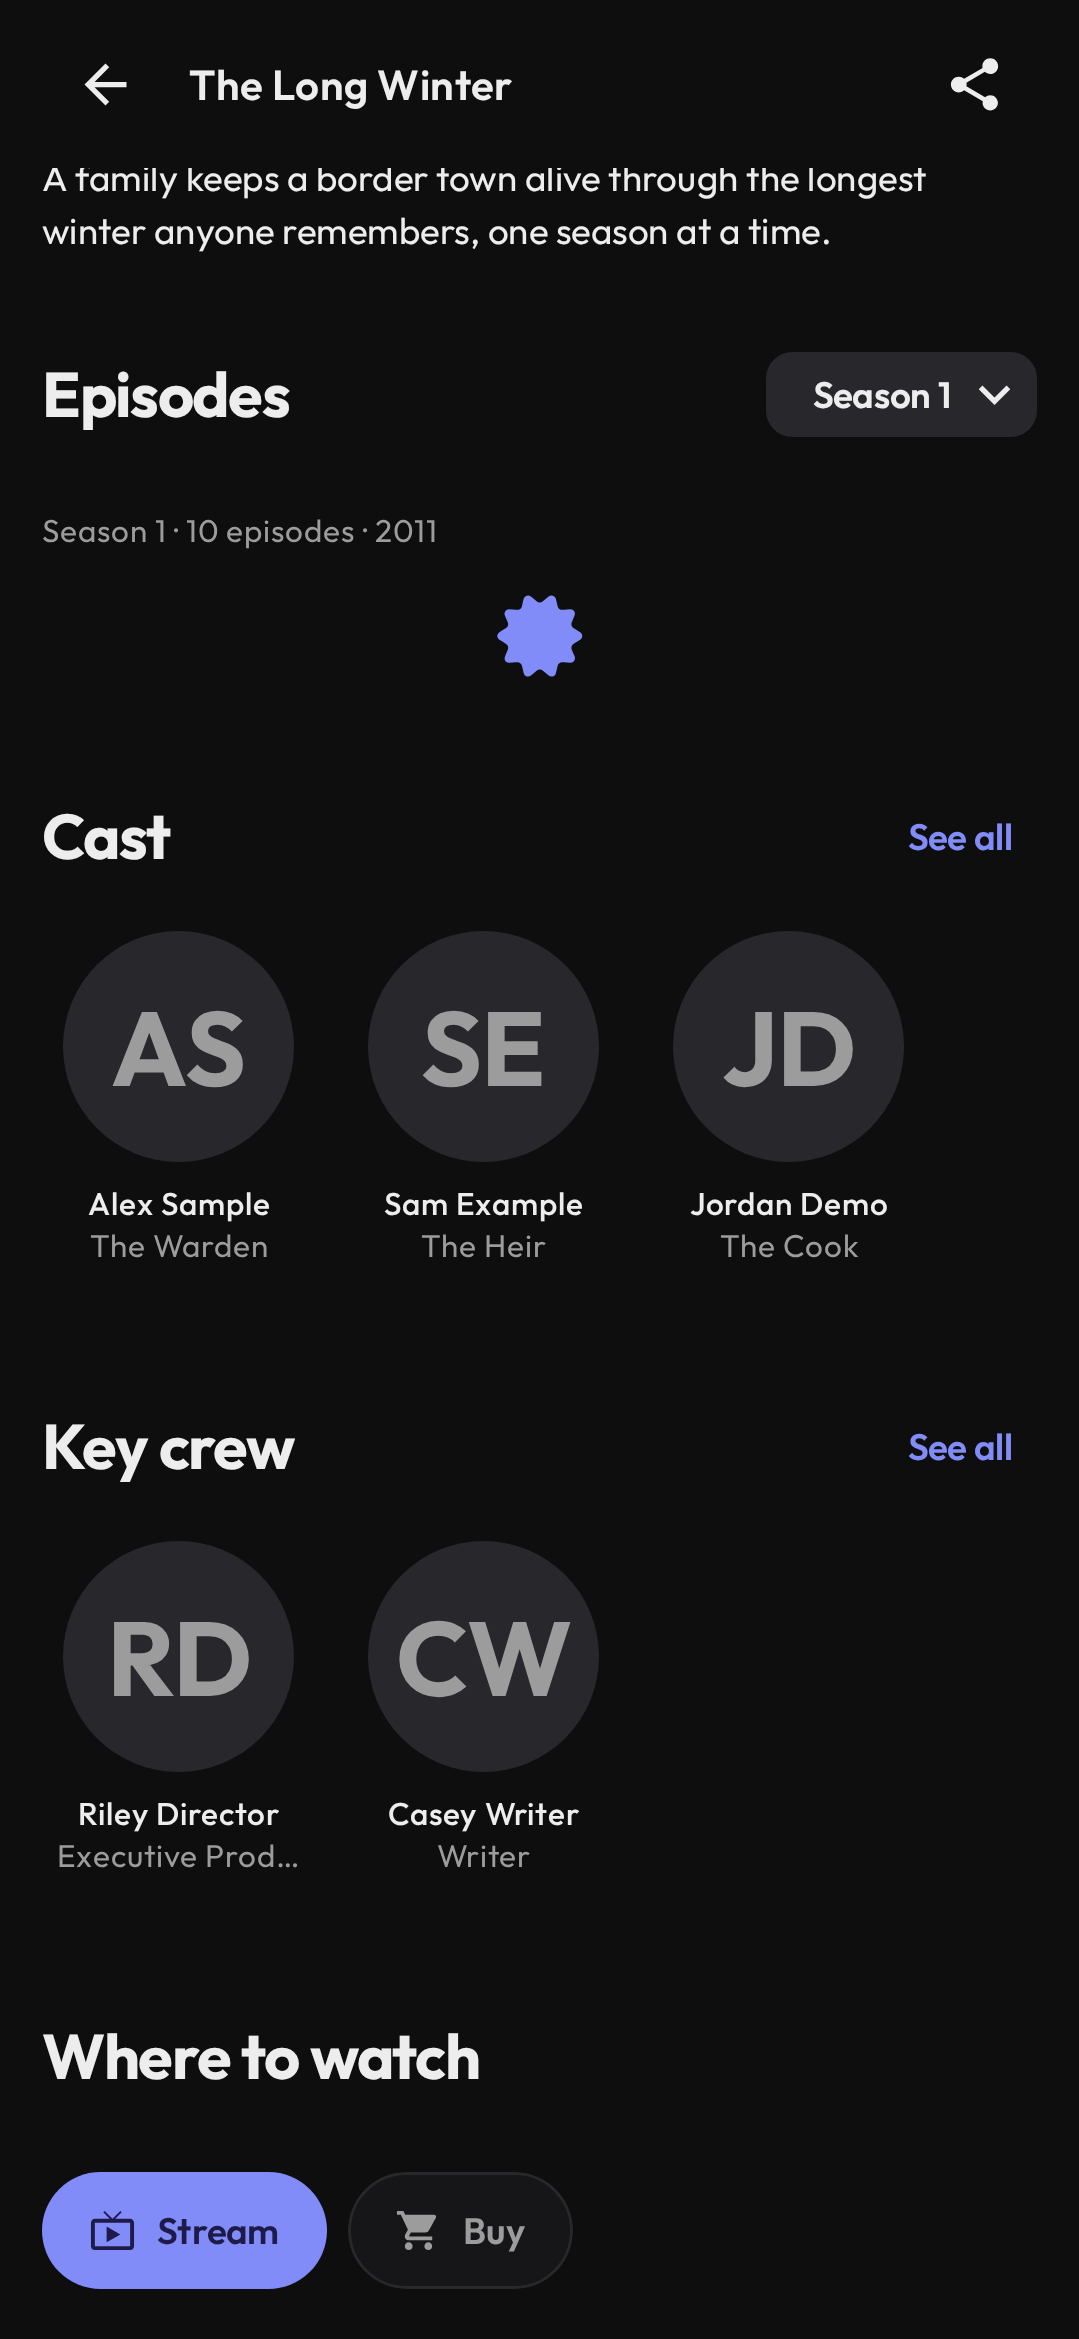 The Long Winter
A family keeps a border town alive through the longest
winter anyone remembers, one season at a time.
Episodes
Season 1
Season 1 · 10 episodes · 2011
Cast
See all
AS
SE
JD
Alex Sample
Sam Example
Jordan Demo
The Warden
The Heir
The Cook
Key crew
See all
RD
CW
Riley Director
Casey Writer
Executive Prod...
Writer
Where to watch
Stream
Buy